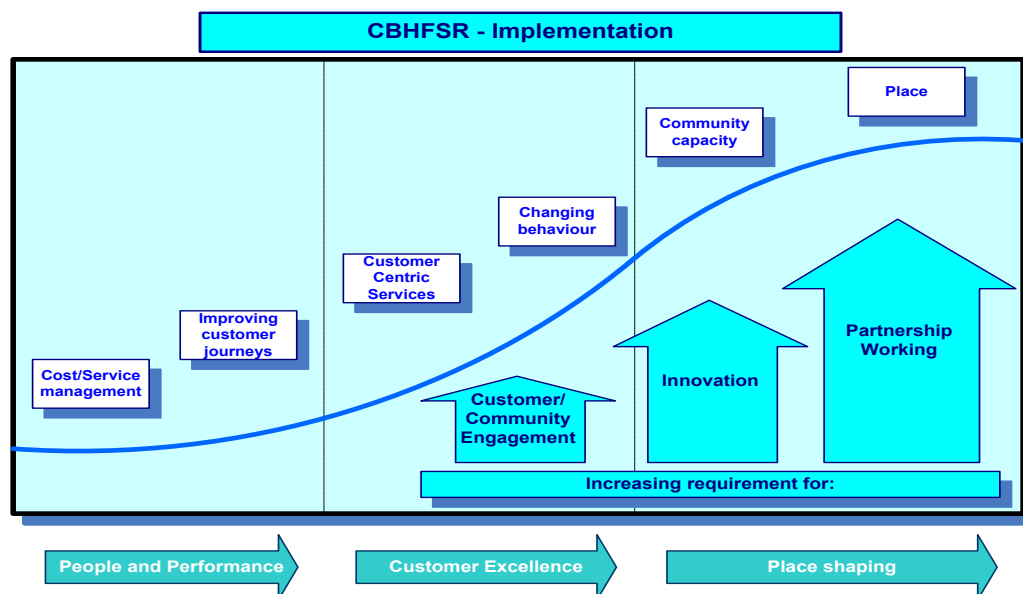 CBHFSR - Implementation
Place
Community
capacity
Changing
behaviour
Customer
Centric
Services
Improving
customer
journeys
Cost/Service
management
Partnership
Working
Innovation
Customer/
Community
Engagement
Increasing requirement for:
People and Performance
Customer Excellence
Place shaping